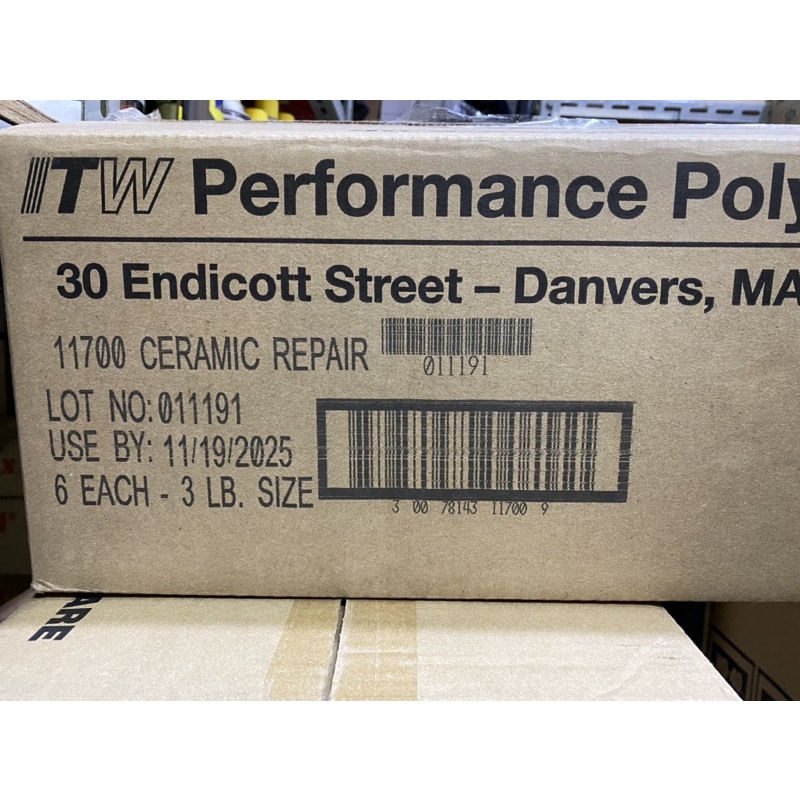 ITW Performance Poly
30 Endicott Street – Danvers, MA
11700 CERAMIC REPAIR
011191
LOT NO: 011191
USE BY: 11/19/2025
6 EACH - 3 LB. SIZE
3 00 78143 11700 9
ARE